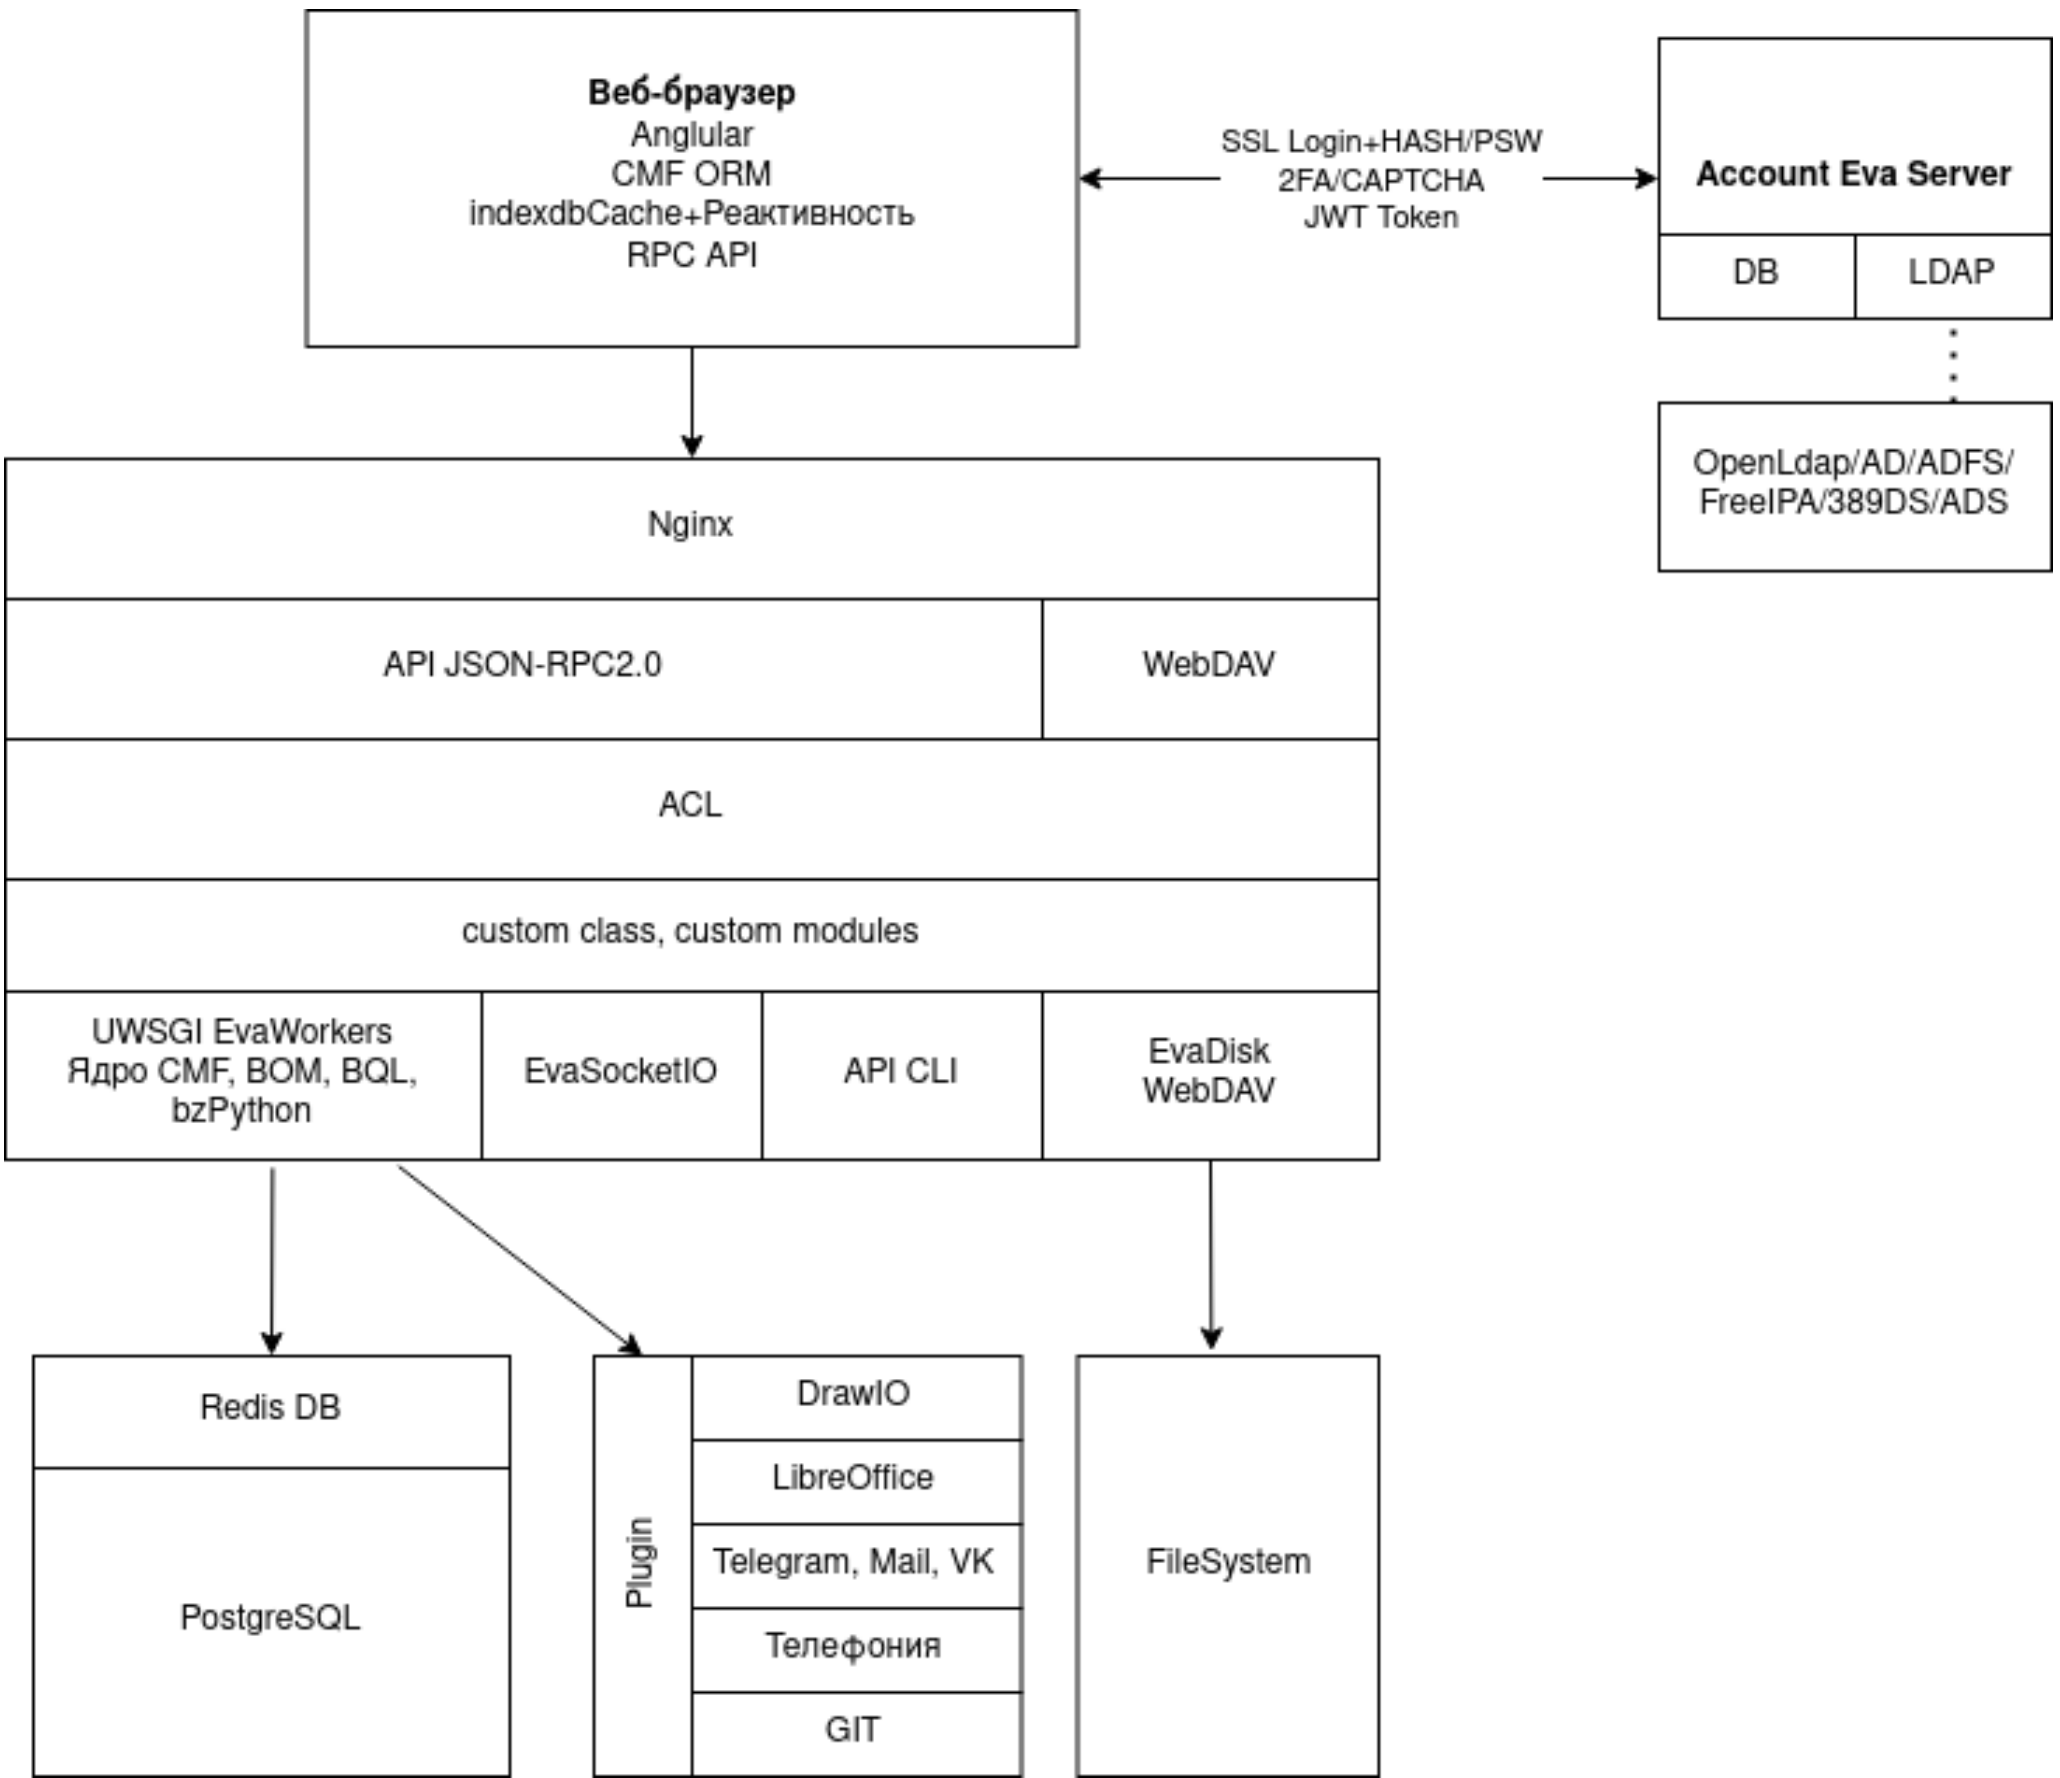 Веб-браузер
Anglular
CMF ORM
indexdbCache+Реактивность
RPC API
SSL Login+HASH/PSW
2FA/CAPTCHA
JWT Token
Account Eva Server
DB
LDAP
OpenLdap/AD/ADFS/
FreeIPA/389DS/ADS
Nginx
API JSON-RPC2.0
WebDAV
ACL
custom class, custom modules
UWSGI EvaWorkers
Ядро CMF, BOM, BQL,
bzPython
EvaSocketIO
API CLI
EvaDisk
WebDAV
Redis DB
PostgreSQL
Plugin
DrawIO
LibreOffice
Telegram, Mail, VK
Телефония
GIT
FileSystem